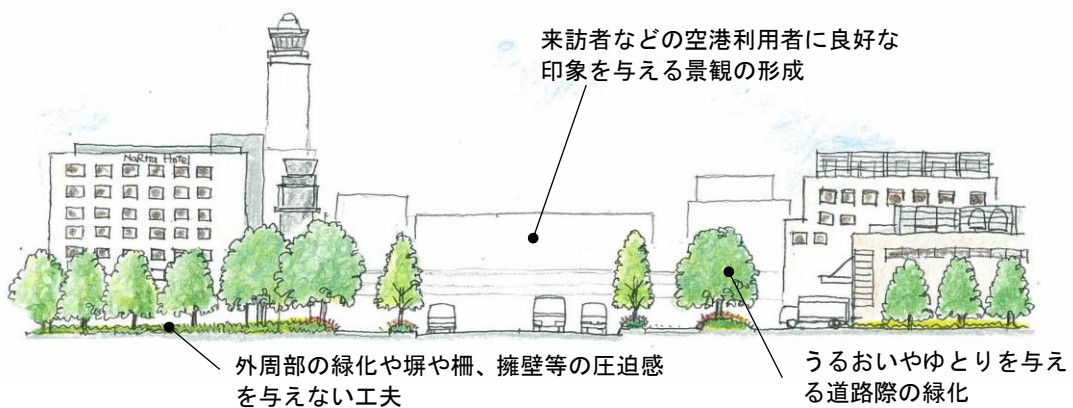 来訪者などの空港利用者に良好な
印象を与える景観の形成
NaRita HoTel
外周部の緑化や塀や柵、擁壁等の圧迫感
を与えない工夫
うるおいやゆとりを与え
る道路際の緑化